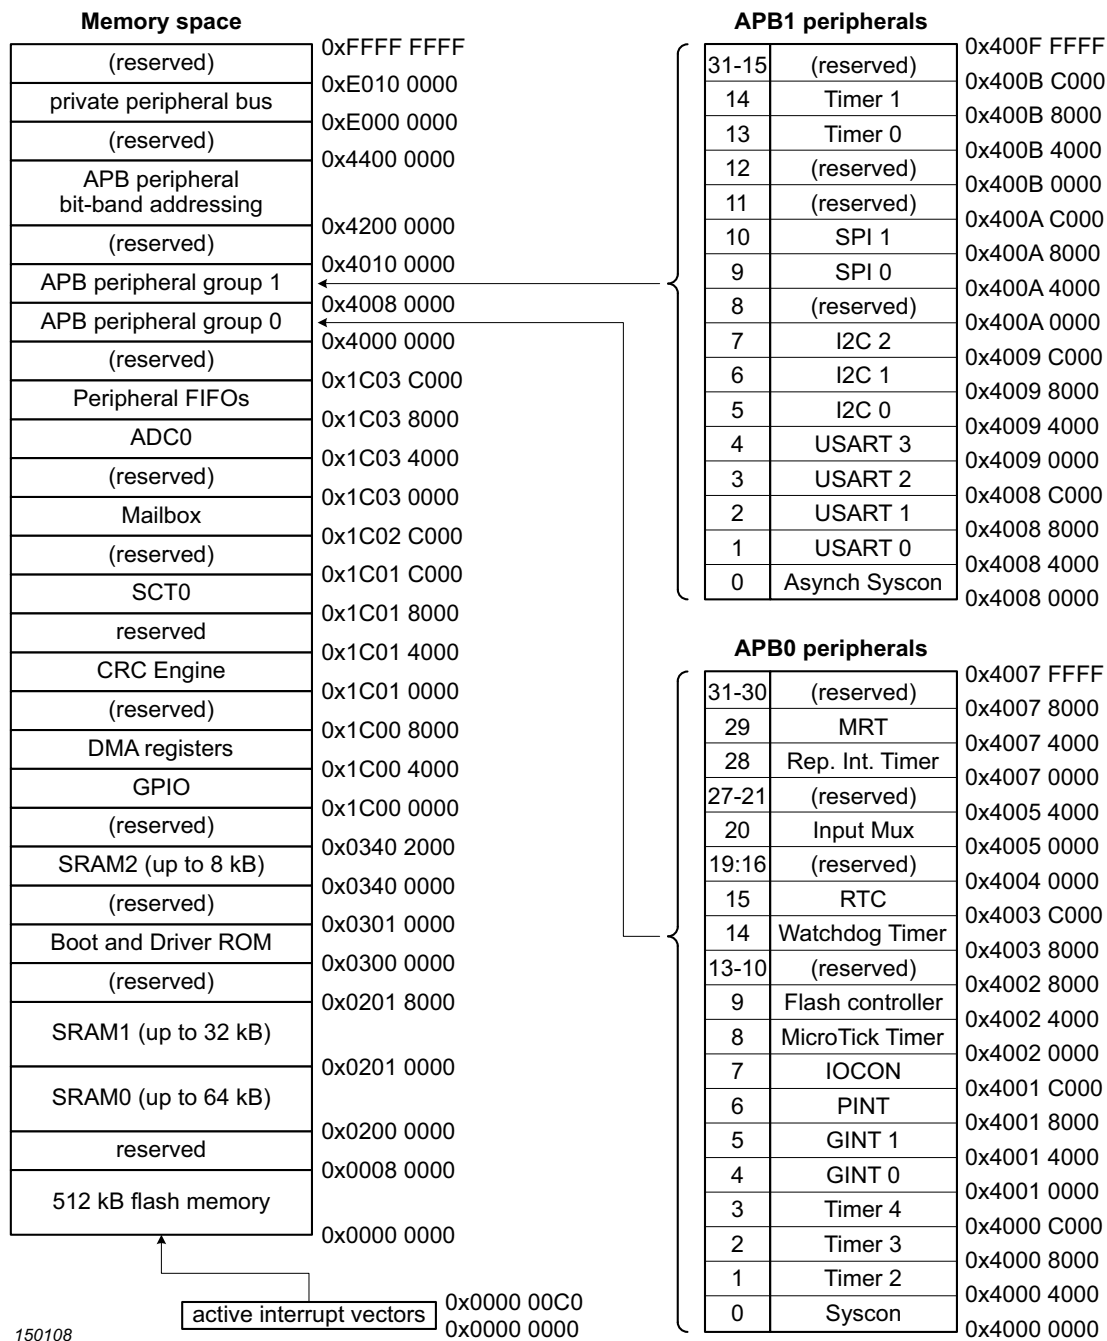 Memory space
0xFFFF FFFF
(reserved)
0xE010 0000
private peripheral bus
0xE000 0000
(reserved)
0x4400 0000
APB peripheral
bit-band addressing
0x4200 0000
(reserved)
0x4010 0000
APB peripheral group 1
0x4008 0000
APB peripheral group 0
0x4000 0000
(reserved)
0x1C03 C000
Peripheral FIFOs
0x1C03 8000
ADC0
0x1C03 4000
(reserved)
0x1C03 0000
Mailbox
0x1C02 C000
(reserved)
0x1C01 C000
SCT0
0x1C01 8000
reserved
0x1C01 4000
CRC Engine
0x1C01 0000
(reserved)
0x1C00 8000
DMA registers
0x1C00 4000
GPIO
0x1C00 0000
(reserved)
0x0340 2000
SRAM2 (up to 8 kB)
0x0340 0000
(reserved)
0x0301 0000
Boot and Driver ROM
0x0300 0000
(reserved)
0x0201 8000
SRAM1 (up to 32 kB)
0x0201 0000
SRAM0 (up to 64 kB)
0x0200 0000
reserved
0x0008 0000
512 kB flash memory
0x0000 0000
active interrupt vectors
0x0000 00C0
0x0000 0000
150108
APB1 peripherals
0x400F FFFF
31-15 (reserved)
0x400B C000
14 Timer 1
0x400B 8000
13 Timer 0
0x400B 4000
12 (reserved)
0x400B 0000
11 (reserved)
0x400A C000
10 SPI 1
0x400A 8000
9 SPI 0
0x400A 4000
8 (reserved)
0x400A 0000
7 I2C 2
0x4009 C000
6 I2C 1
0x4009 8000
5 I2C 0
0x4009 4000
4 USART 3
0x4009 0000
3 USART 2
0x4008 C000
2 USART 1
0x4008 8000
1 USART 0
0x4008 4000
0 Asynch Syscon
0x4008 0000
APB0 peripherals
0x4007 FFFF
31-30 (reserved)
0x4007 8000
29 MRT
0x4007 4000
28 Rep. Int. Timer
0x4007 0000
27-21 (reserved)
0x4005 4000
20 Input Mux
0x4005 0000
19:16 (reserved)
0x4004 0000
15 RTC
0x4003 C000
14 Watchdog Timer
0x4003 8000
13-10 (reserved)
0x4002 8000
9 Flash controller
0x4002 4000
8 MicroTick Timer
0x4002 0000
7 IOCON
0x4001 C000
6 PINT
0x4001 8000
5 GINT 1
0x4001 4000
4 GINT 0
0x4001 0000
3 Timer 4
0x4000 C000
2 Timer 3
0x4000 8000
1 Timer 2
0x4000 4000
0 Syscon
0x4000 0000